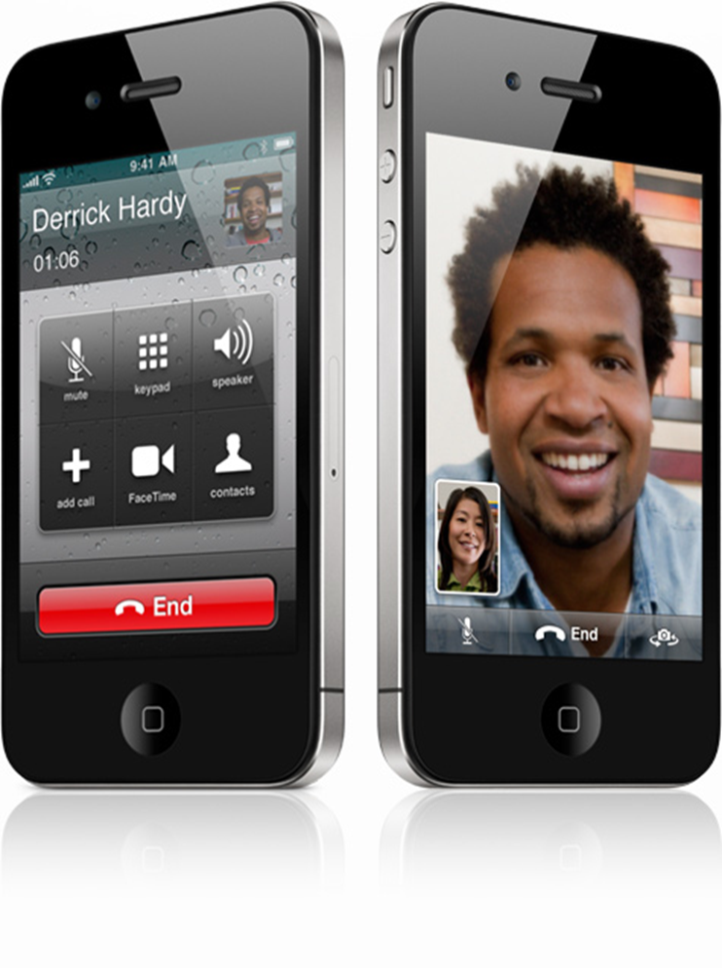 9:41 AM
Derrick Hardy
01:06
mute
keypad
speaker
add call
FaceTime
contacts
End
End